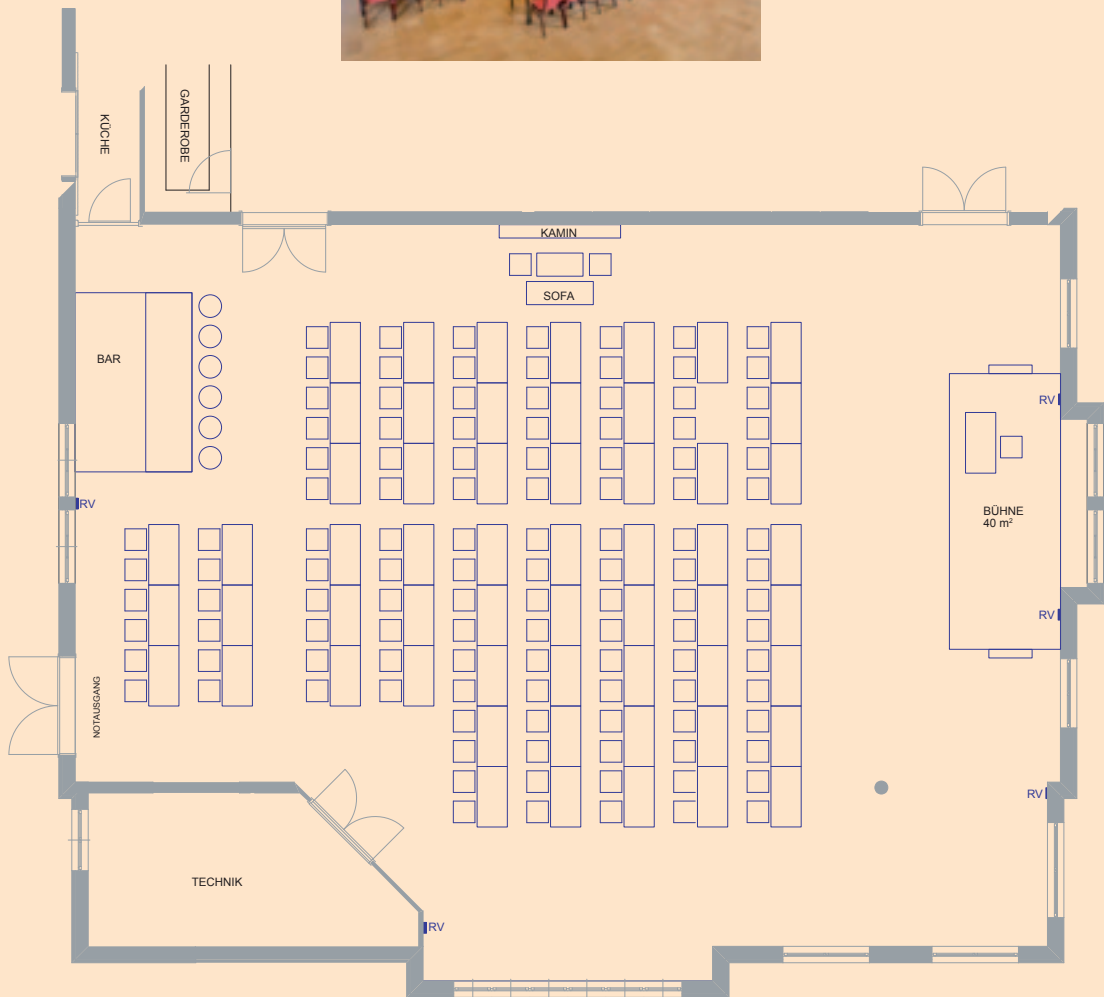 KÜCHE
GARDEROBE
KAMIN
SOFA
BAR
RV
RV
BÜHNE
40 m²
RV
NOTAUSGANG
RV
TECHNIK
RV